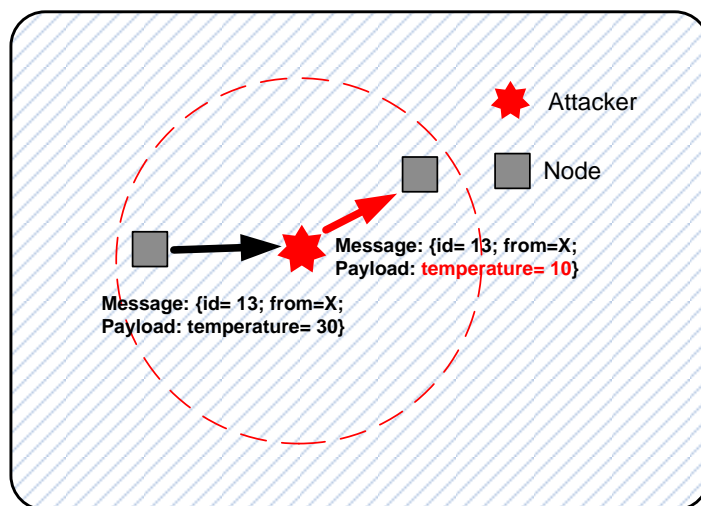 Attacker
Node
Message: {id= 13; from=X;
Payload: temperature= 10}
Message: {id= 13; from=X;
Payload: temperature= 30}